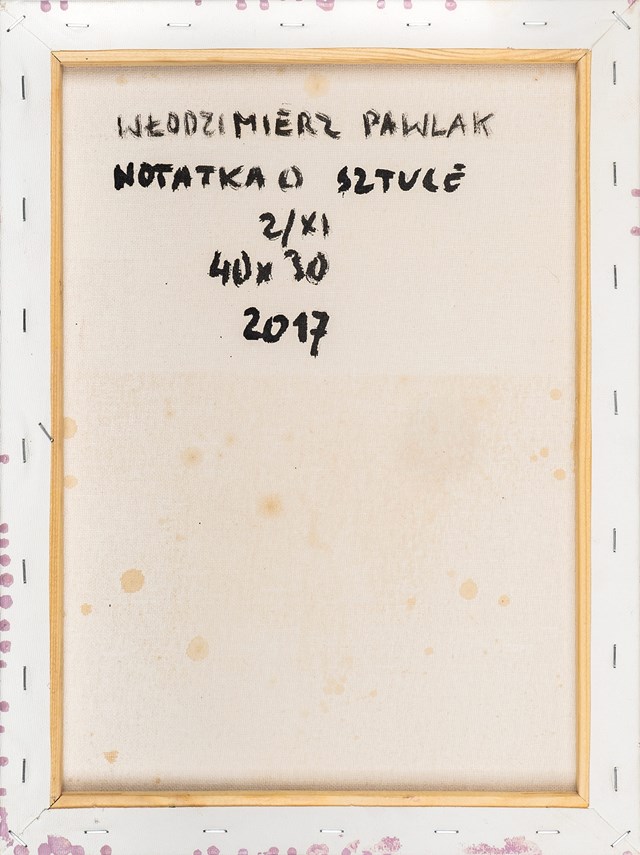 WŁODZIMIERZ PAWLAK
NOTATKA O SZTUCE
2/XI
40x30
2017